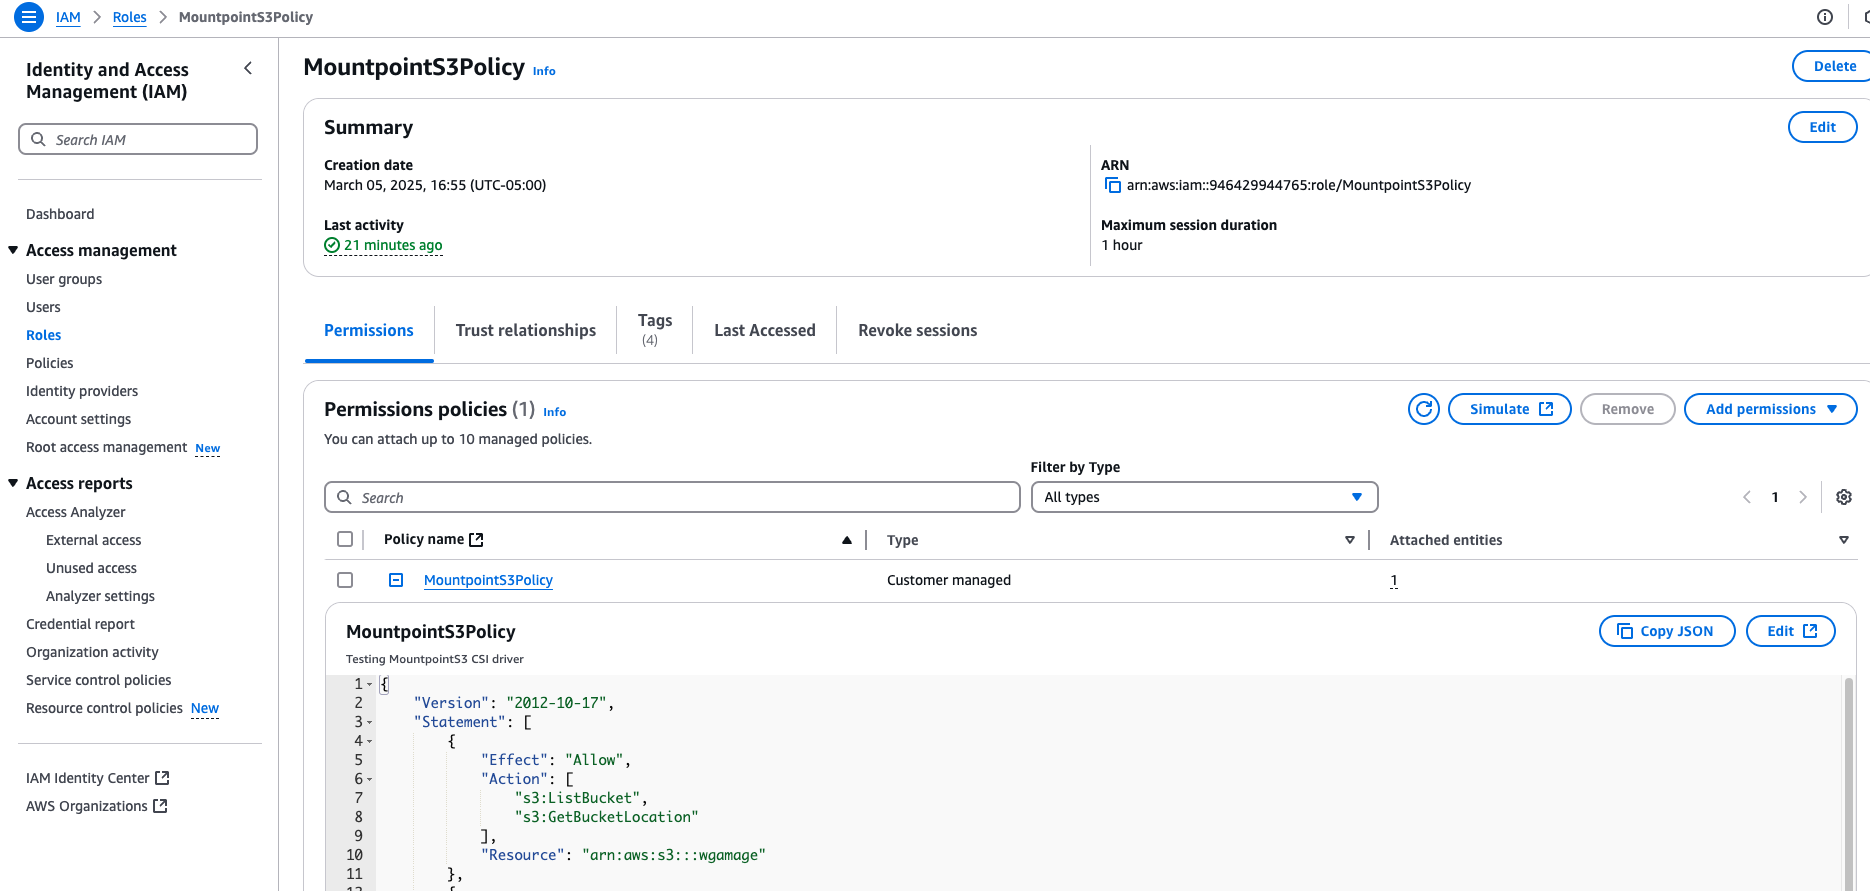 IAM > Roles > MountpointS3Policy
Identity and Access Management (IAM)
Search IAM
Dashboard
Access management
User groups
Users
Roles
Policies
Identity providers
Account settings
Root access management New
Access reports
Access Analyzer
External access
Unused access
Analyzer settings
Credential report
Organization activity
Service control policies
Resource control policies New
IAM Identity Center
AWS Organizations
MountpointS3Policy Info
Delete
Summary
Edit
Creation date
March 05, 2025, 16:55 (UTC-05:00)
Last activity
21 minutes ago
ARN
arn:aws:iam::946429944765:role/MountpointS3Policy
Maximum session duration
1 hour
Permissions
Trust relationships
Tags
(4)
Last Accessed
Revoke sessions
Permissions policies (1) Info
You can attach up to 10 managed policies.
Simulate
Remove
Add permissions
Search
Filter by Type
All types
1
Policy name
Type
Attached entities
MountpointS3Policy
Customer managed
1
MountpointS3Policy
Testing MountpointS3 CSI driver
Copy JSON
Edit
1 {
2 "Version": "2012-10-17",
3 "Statement": [
4 {
5 "Effect": "Allow",
6 "Action": [
7 "s3:ListBucket",
8 "s3:GetBucketLocation"
9 ],
10 "Resource": "arn:aws:s3:::wgamage"
11 },